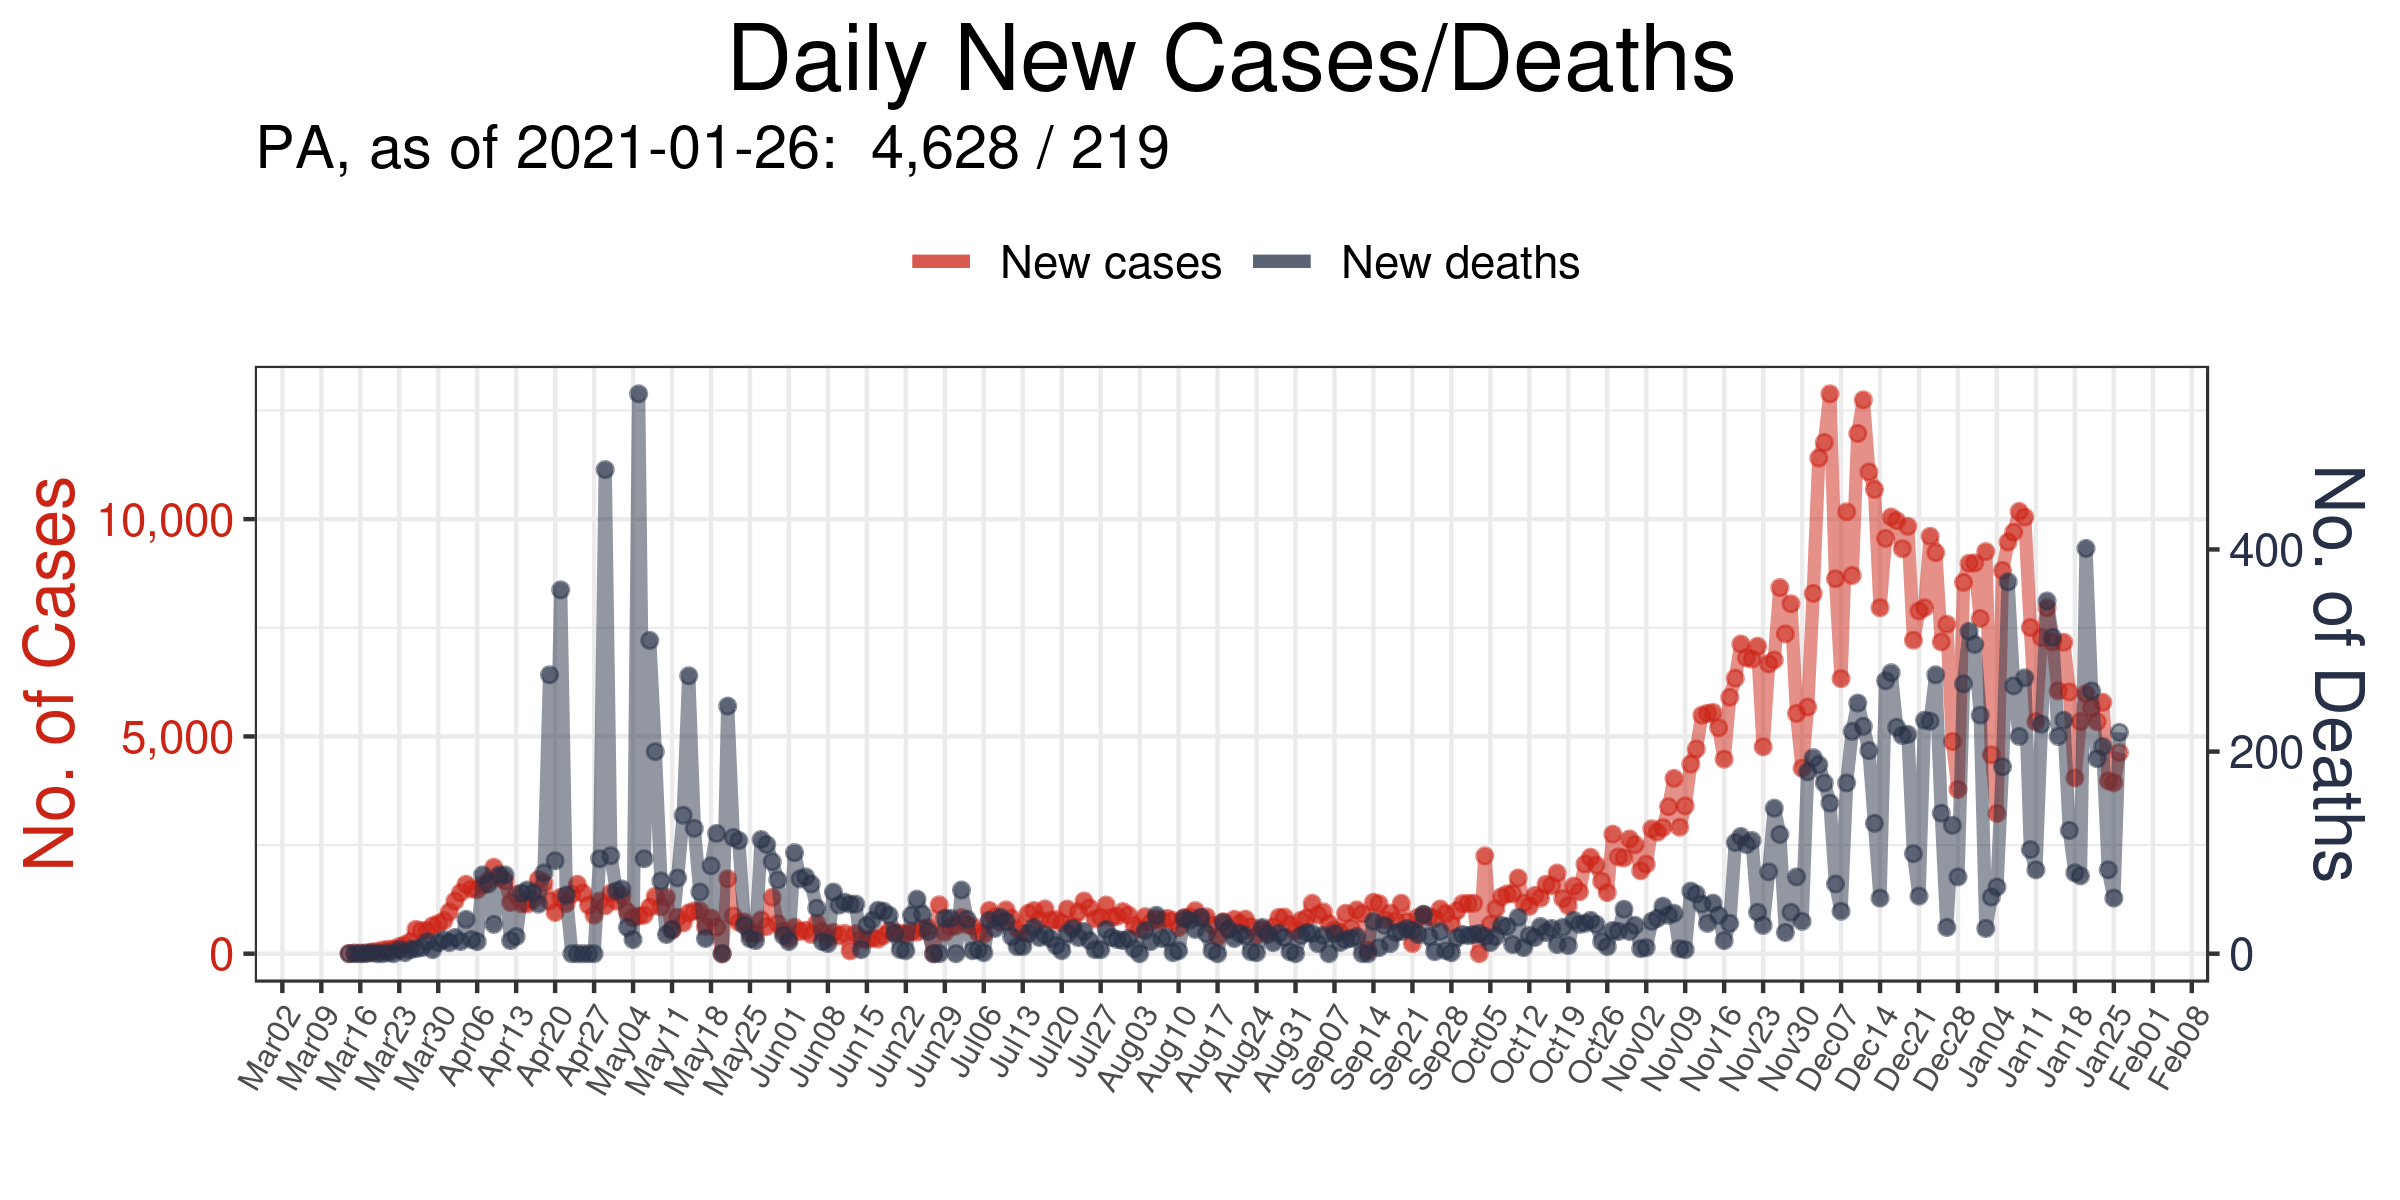 Daily New Cases/Deaths
PA, as of 2021-01-26:  4,628 / 219
New cases
New deaths
No. of Cases
10,000
5,000
0
400
200
0
No. of Deaths
Mar02
Mar09
Mar16
Mar23
Mar30
Apr06
Apr13
Apr20
Apr27
May04
May11
May18
May25
Jun01
Jun08
Jun15
Jun22
Jun29
Jul06
Jul13
Jul20
Jul27
Aug03
Aug10
Aug17
Aug24
Aug31
Sep07
Sep14
Sep21
Sep28
Oct05
Oct12
Oct19
Oct26
Nov02
Nov09
Nov16
Nov23
Nov30
Dec07
Dec14
Dec21
Dec28
Jan04
Jan11
Jan18
Jan25
Feb01
Feb08